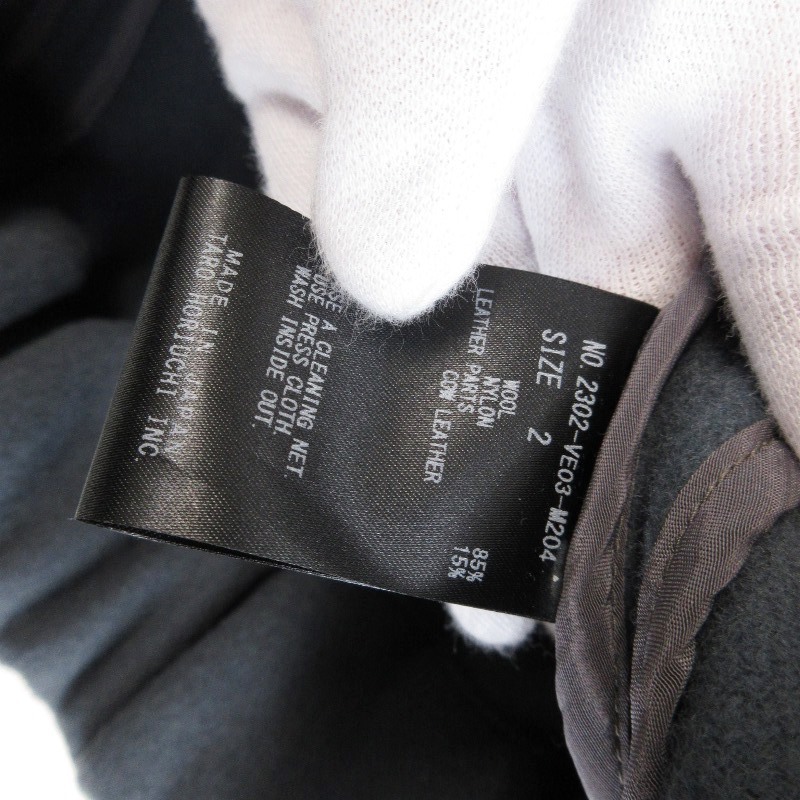 NO. 2302-VE03-M204
SIZE 2
WOOL 85%
NYLON 15%
LEATHER PARTS
COW LEATHER
USE A CLEANING NET.
USE PRESS CLOTH.
WASH INSIDE OUT.
MADE IN JAPAN
TARO HORIUCHI INC.